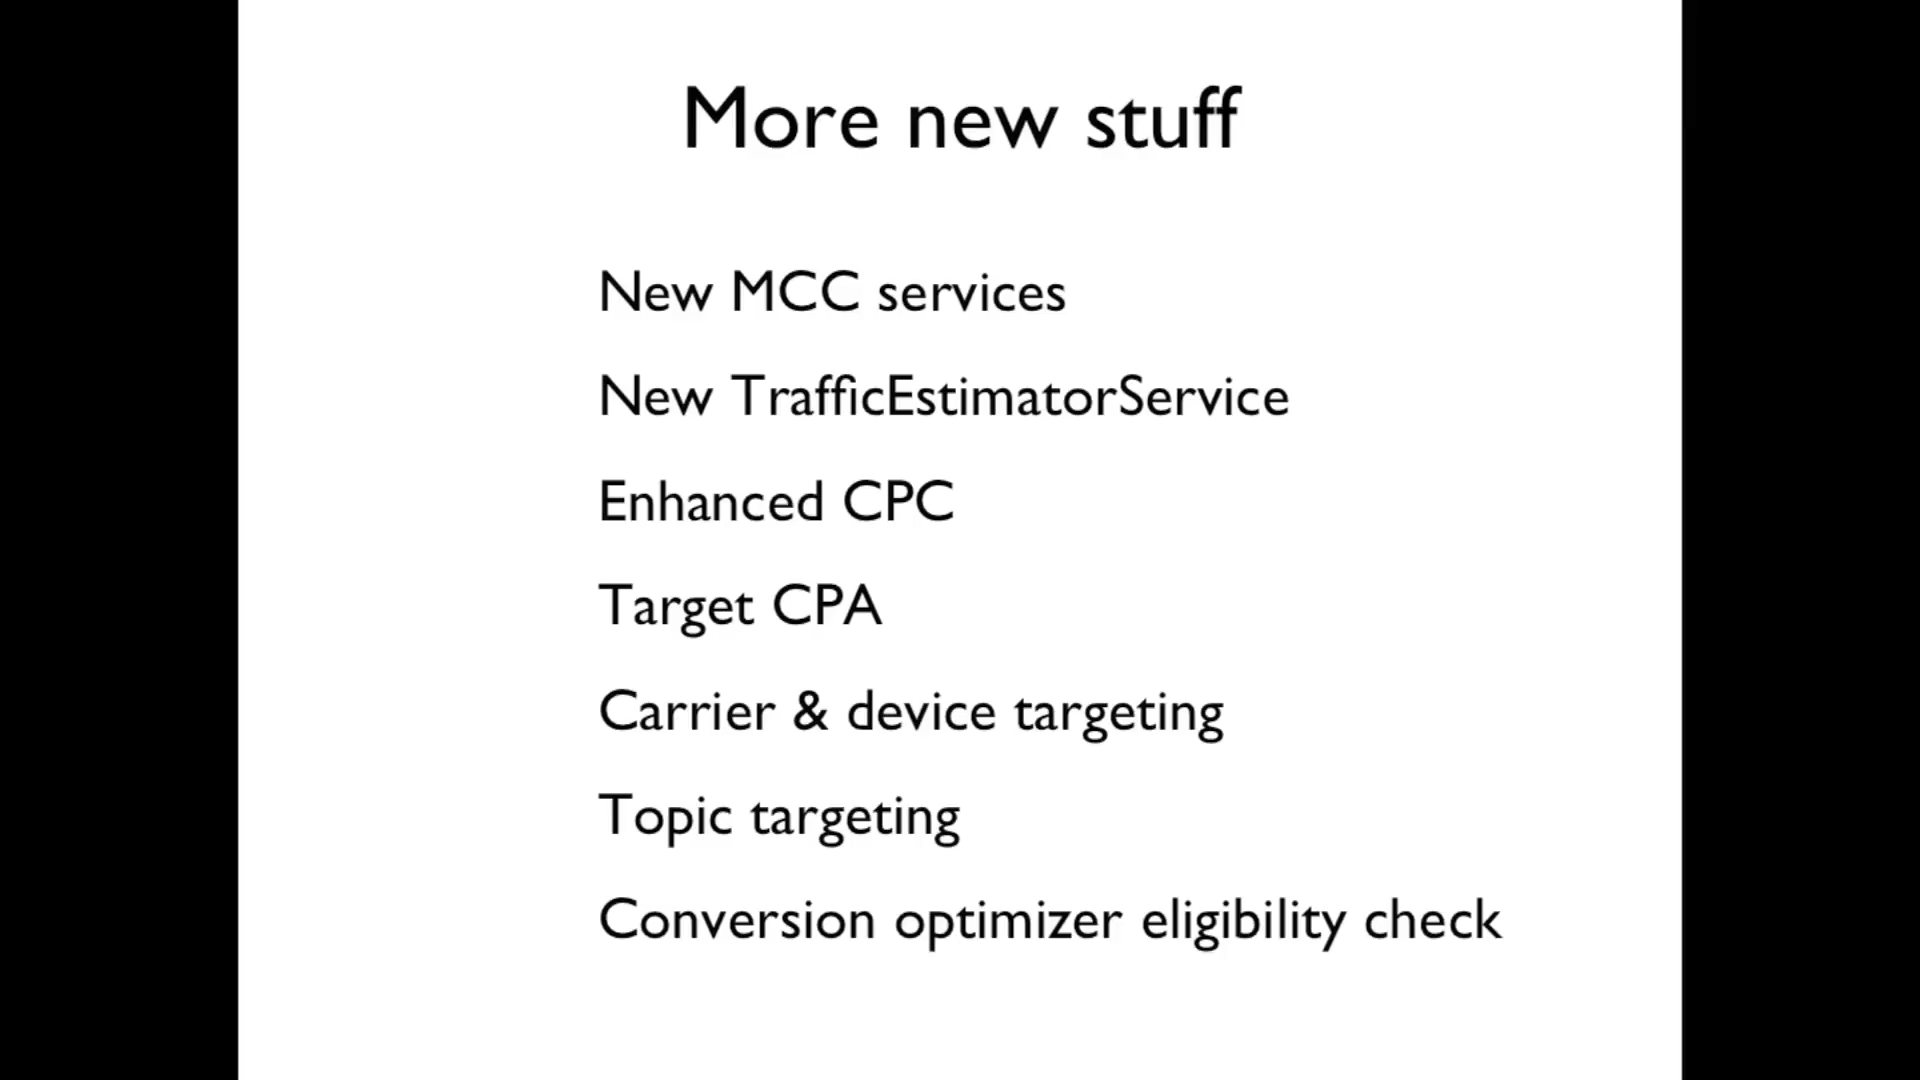 More new stuff
New MCC services
New TrafficEstimatorService
Enhanced CPC
Target CPA
Carrier & device targeting
Topic targeting
Conversion optimizer eligibility check